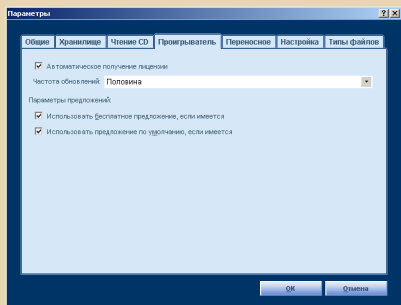 Параметры
Общие Хранилище Чтение CD Проигрыватель Переносное Настройка Типы файлов
Автоматическое получение лицензии
Частота обновлений: Половина
Параметры предложений:
Использовать бесплатное предложение, если имеется
Использовать предложение по умолчанию, если имеется
OK Отмена